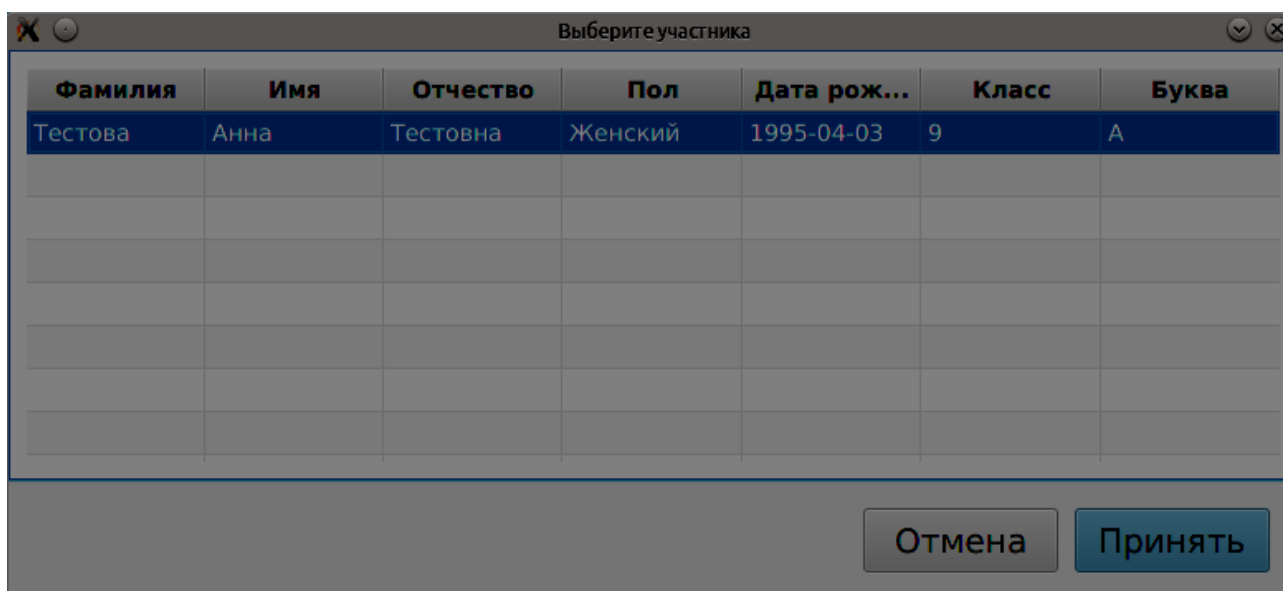 Выберите участника
Фамилия Имя Отчество Пол Дата рож... Класс Буква
Тестова Анна Тестовна Женский 1995-04-03 9 А
Отмена Принять